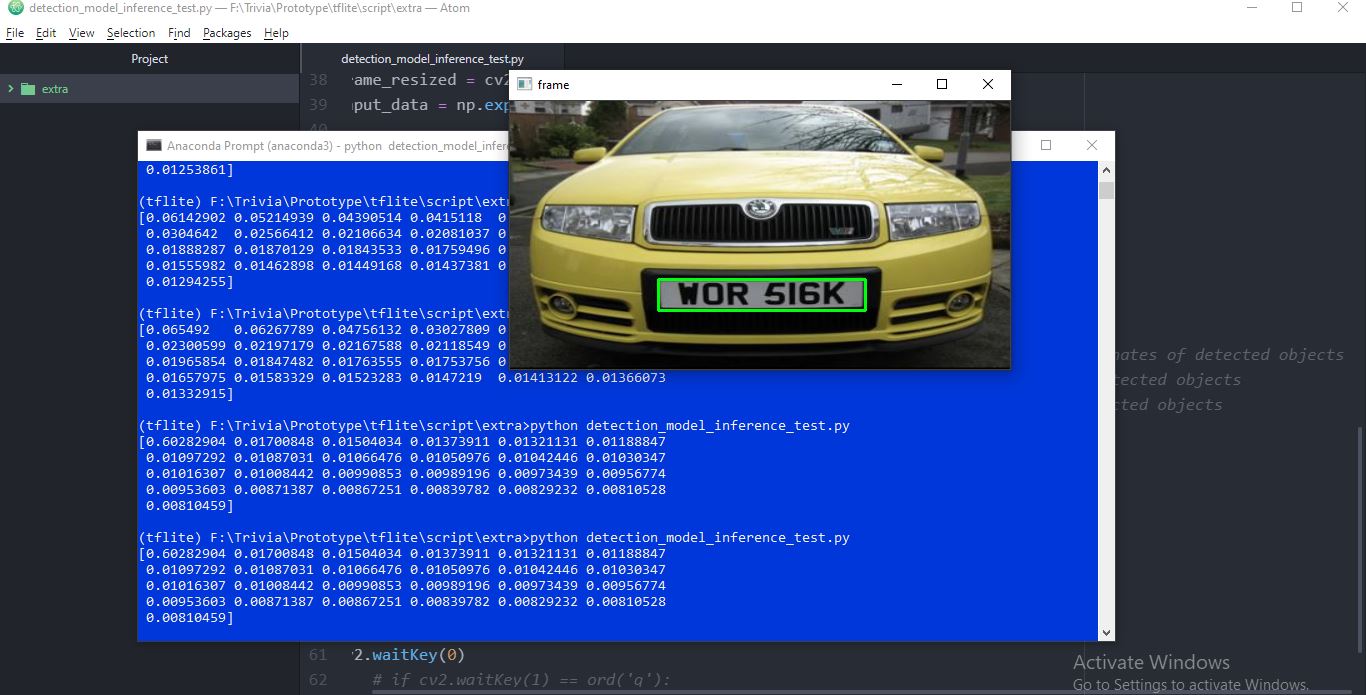 detection_model_inference_test.py — F:\Trivia\Prototype\tflite\script\extra — Atom
File Edit View Selection Find Packages Help
Project
detection_model_inference_test.py
extra
38 ame_resized = cv2
39 put_data = np.exp
40
frame
WOR 516K
Anaconda Prompt (anaconda3) - python detection_model_infere
0.01253861]
(tflite) F:\Trivia\Prototype\tflite\script\extr
[0.06142902 0.05214939 0.04390514 0.0415118 0
0.0304642 0.02566412 0.02106634 0.02081037 0
0.01888287 0.01870129 0.01843533 0.01759496 0
0.01555982 0.01462898 0.01449168 0.01437381 0
0.01294255]
(tflite) F:\Trivia\Prototype\tflite\script\extr
[0.065492 0.06267789 0.04756132 0.03027809 0
0.02300599 0.02197179 0.02167588 0.02118549 0
0.01965854 0.01847482 0.01763555 0.01753756 0
0.01657975 0.01583329 0.01523283 0.0147219 0.01413122 0.01366073
0.01332915]
(tflite) F:\Trivia\Prototype\tflite\script\extra>python detection_model_inference_test.py
[0.60282904 0.01700848 0.01504034 0.01373911 0.01321131 0.01188847
0.01097292 0.01087031 0.01066476 0.01050976 0.01042446 0.01030347
0.01016307 0.01008442 0.00990853 0.00989196 0.00973439 0.00956774
0.00953603 0.00871387 0.00867251 0.00839782 0.00829232 0.00810528
0.00810459]
(tflite) F:\Trivia\Prototype\tflite\script\extra>python detection_model_inference_test.py
[0.60282904 0.01700848 0.01504034 0.01373911 0.01321131 0.01188847
0.01097292 0.01087031 0.01066476 0.01050976 0.01042446 0.01030347
0.01016307 0.01008442 0.00990853 0.00989196 0.00973439 0.00956774
0.00953603 0.00871387 0.00867251 0.00839782 0.00829232 0.00810528
0.00810459]
nates of detected objects
tected objects
cted objects
61 v2.waitKey(0)
62 # if cv2.waitKey(1) == ord('q'):
Activate Windows
Go to Settings to activate Windows.